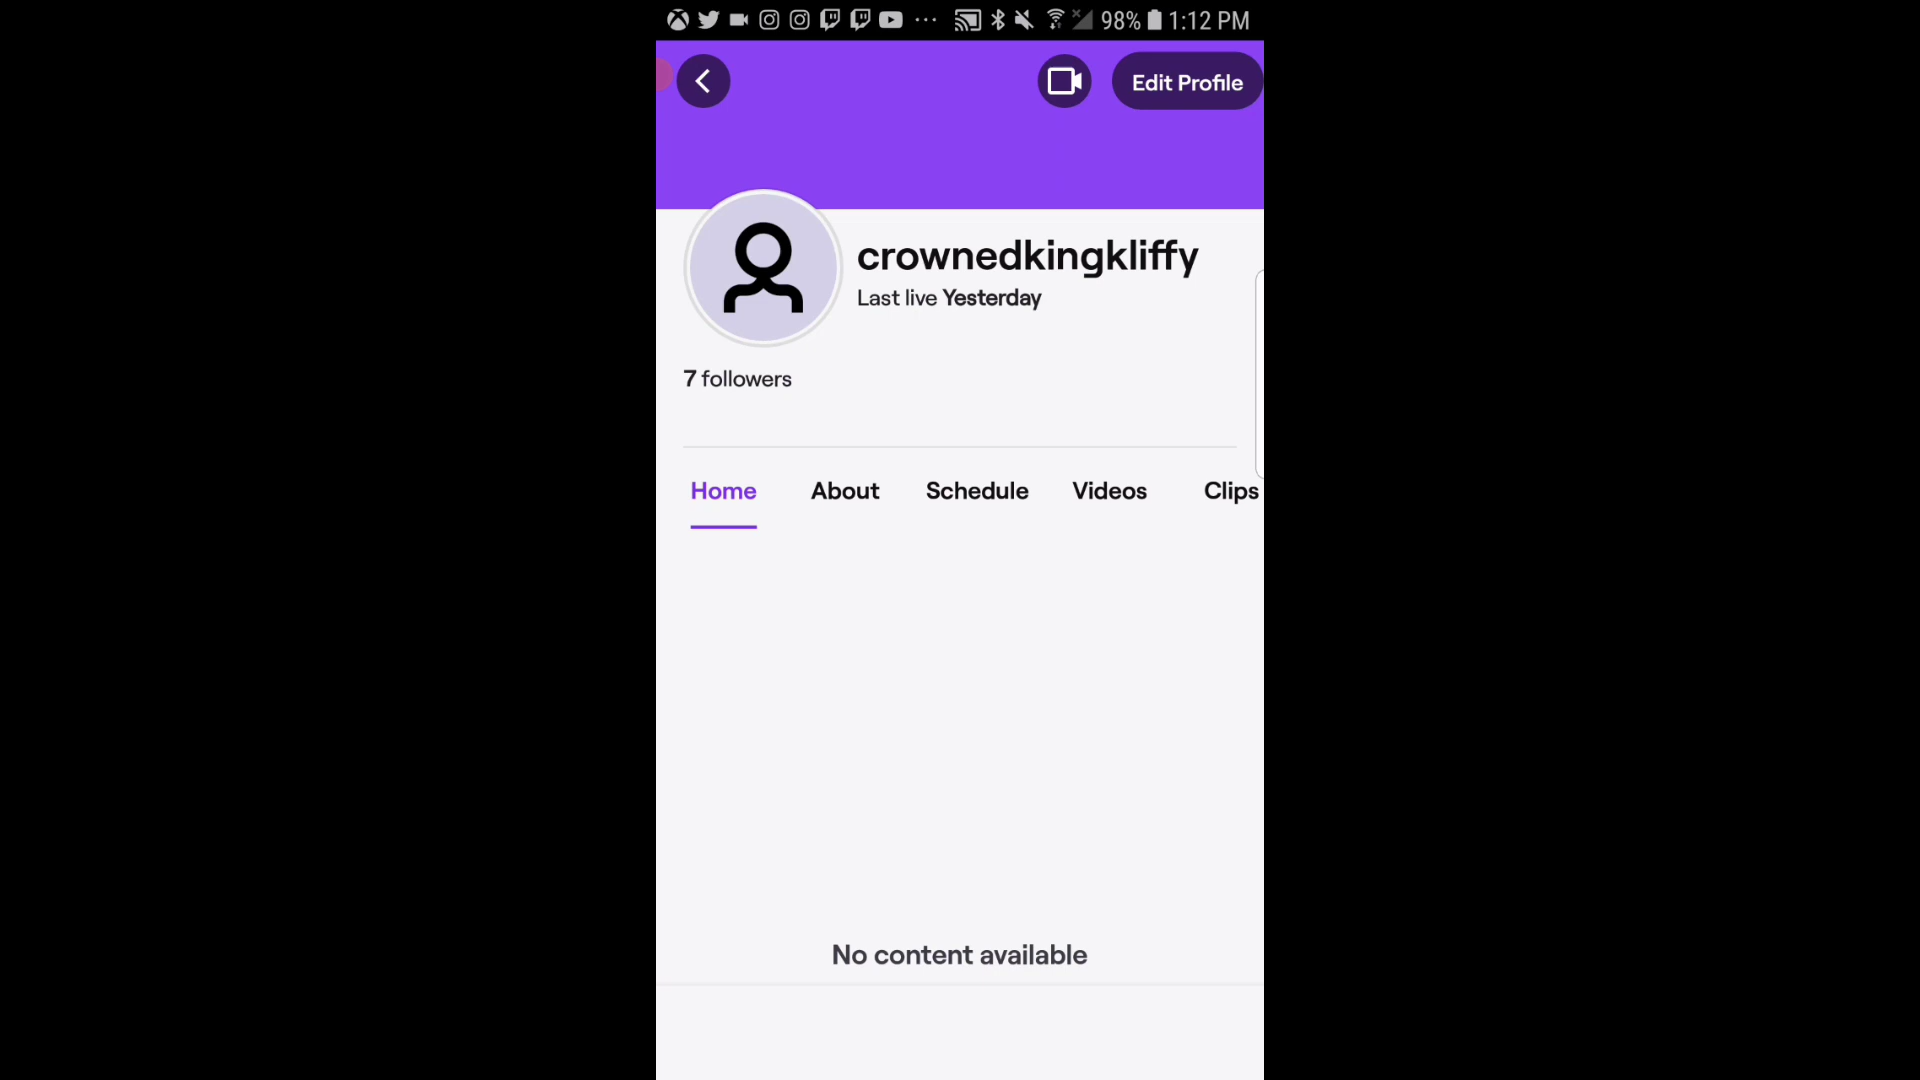 98% 1:12 PM
Edit Profile
crownedkingkliffy
Last live Yesterday
7 followers
Home About Schedule Videos Clips
No content available